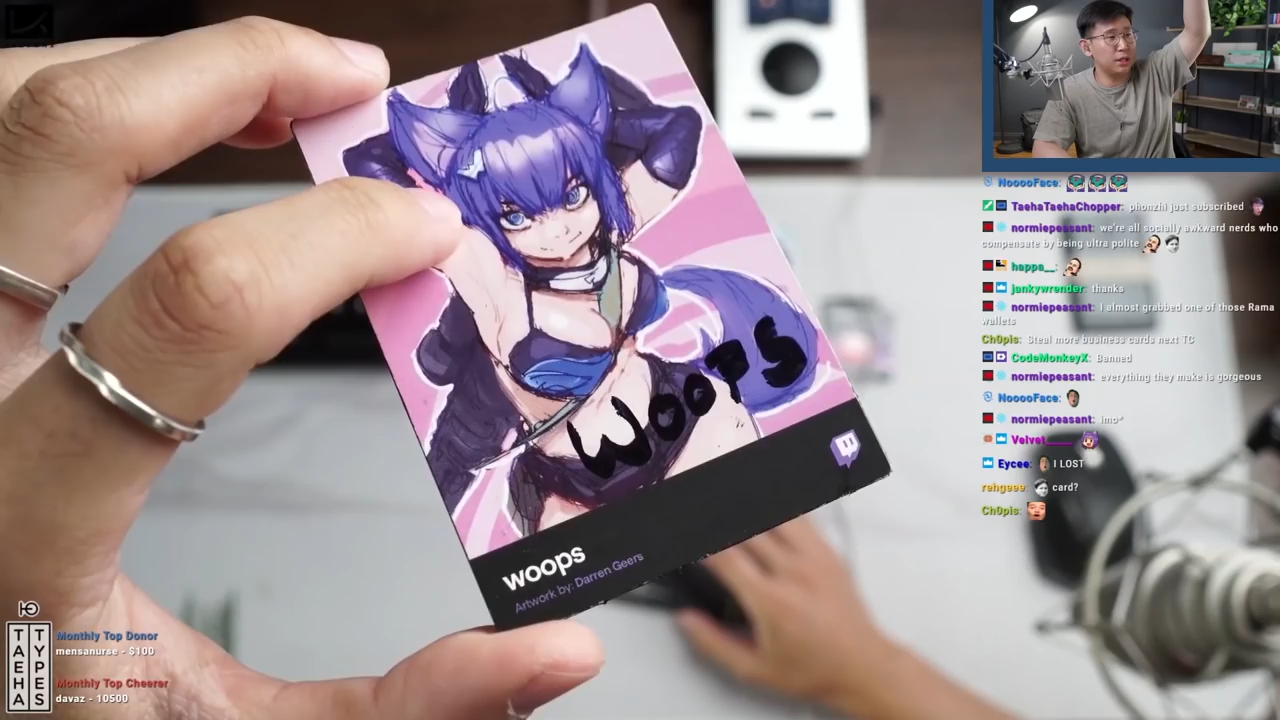 WOOPS
woops
Artwork by: Darren Geers
NooooFace:
TaehaTaehaChopper: phonzhi just subscribed
normiepeasant: we're all socially awkward nerds who
compensate by being ultra polite
happa__:
jankywrender: thanks
normiepeasant: I almost grabbed one of those Rama
wallets
Ch0pis: Steal more business cards next TC
CodeMonkeyX: Banned
normiepeasant: everything they make is gorgeous
NooooFace:
normiepeasant: imo*
Velvet____:
Eycee: I LOST
rehgeee: card?
Ch0pis:
TAEHA
TYPES
Monthly Top Donor
mensanurse - $100
Monthly Top Cheerer
davaz - 10500